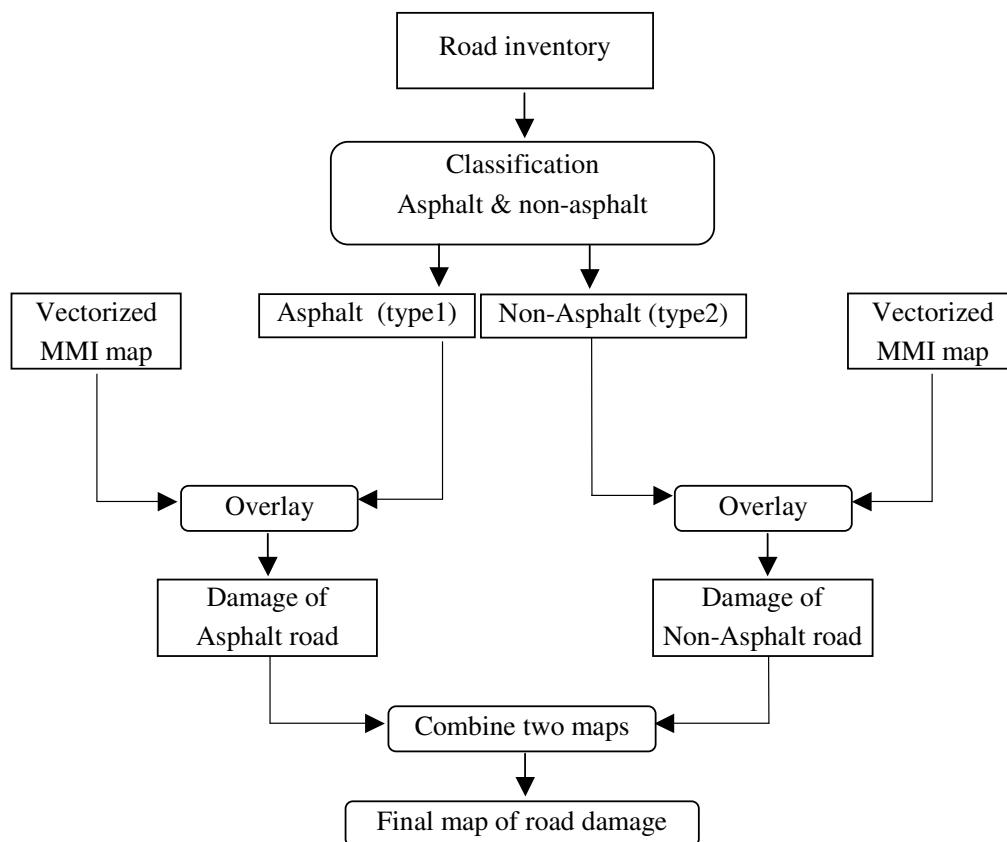 Road inventory
Classification
Asphalt & non-asphalt
Vectorized
MMI map
Asphalt (type1)
Non-Asphalt (type2)
Vectorized
MMI map
Overlay
Overlay
Damage of
Asphalt road
Damage of
Non-Asphalt road
Combine two maps
Final map of road damage